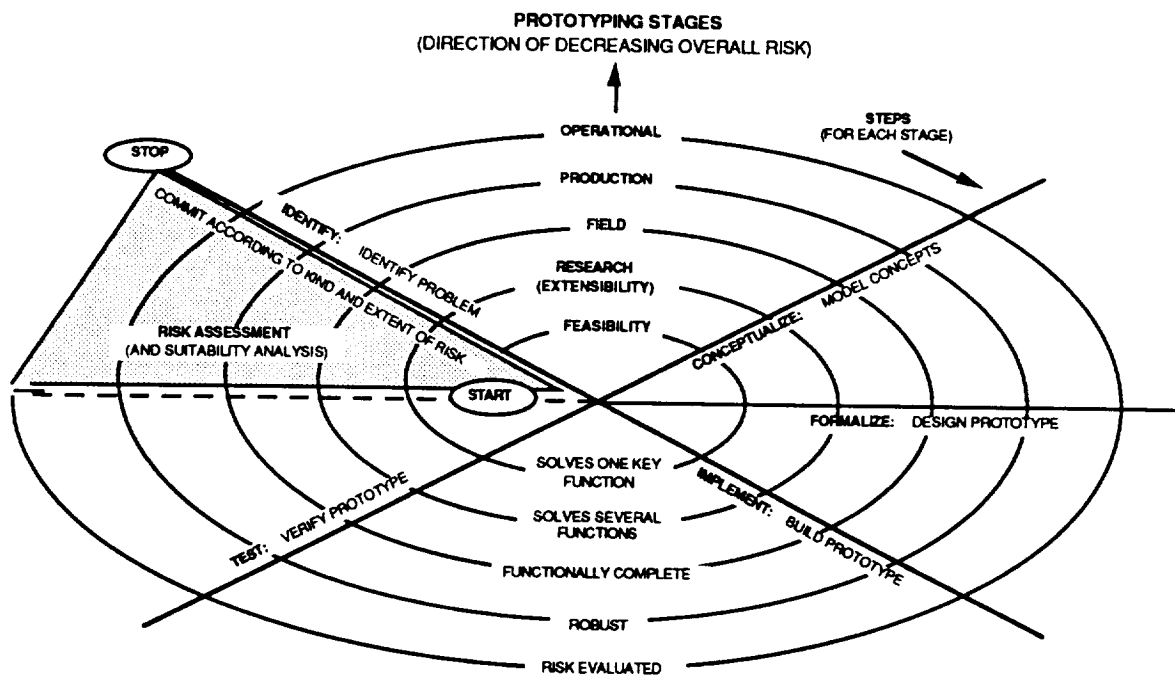 PROTOTYPING STAGES
(DIRECTION OF DECREASING OVERALL RISK)
STEPS
(FOR EACH STAGE)
OPERATIONAL
STOP
PRODUCTION
IDENTIFY: IDENTIFY PROBLEM
COMMIT ACCORDING TO KIND AND EXTENT OF RISK
FIELD
RESEARCH
(EXTENSIBILITY)
CONCEPTUALIZE: MODEL CONCEPTS
FEASIBILITY
RISK ASSESSMENT
(AND SUITABILITY ANALYSIS)
START
FORMALIZE: DESIGN PROTOTYPE
SOLVES ONE KEY
FUNCTION
IMPLEMENT: BUILD PROTOTYPE
TEST: VERIFY PROTOTYPE
SOLVES SEVERAL
FUNCTIONS
FUNCTIONALLY COMPLETE
ROBUST
RISK EVALUATED